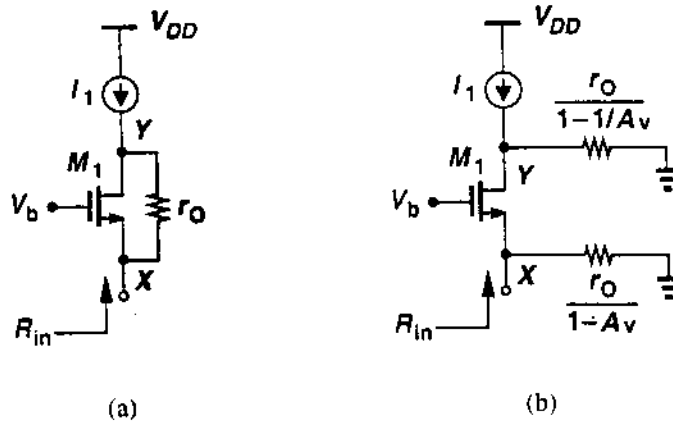 V_DD
I_1
Y
M_1
V_b
r_O
X
R_in
(a)
V_DD
I_1
r_O
1−1/A_v
M_1
Y
V_b
X
r_O
1−A_v
R_in
(b)